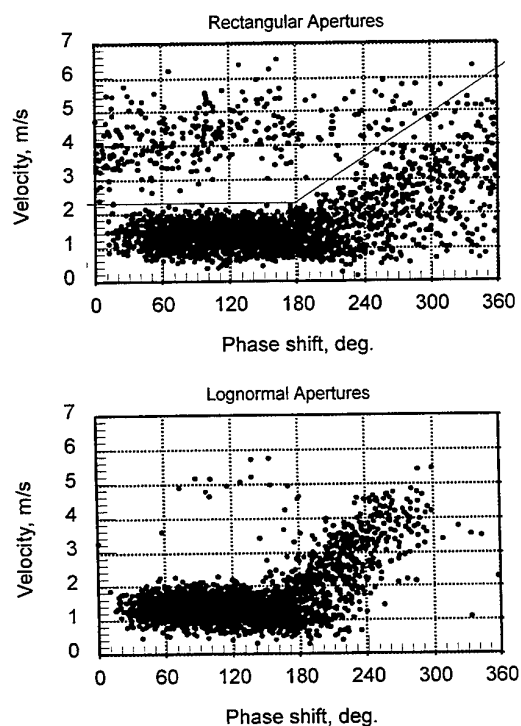 Rectangular Apertures
7
6
5
4
3
2
1
0
Velocity, m/s
0 60 120 180 240 300 360
Phase shift, deg.
Lognormal Apertures
7
6
5
4
3
2
1
0
Velocity, m/s
0 60 120 180 240 300 360
Phase shift, deg.